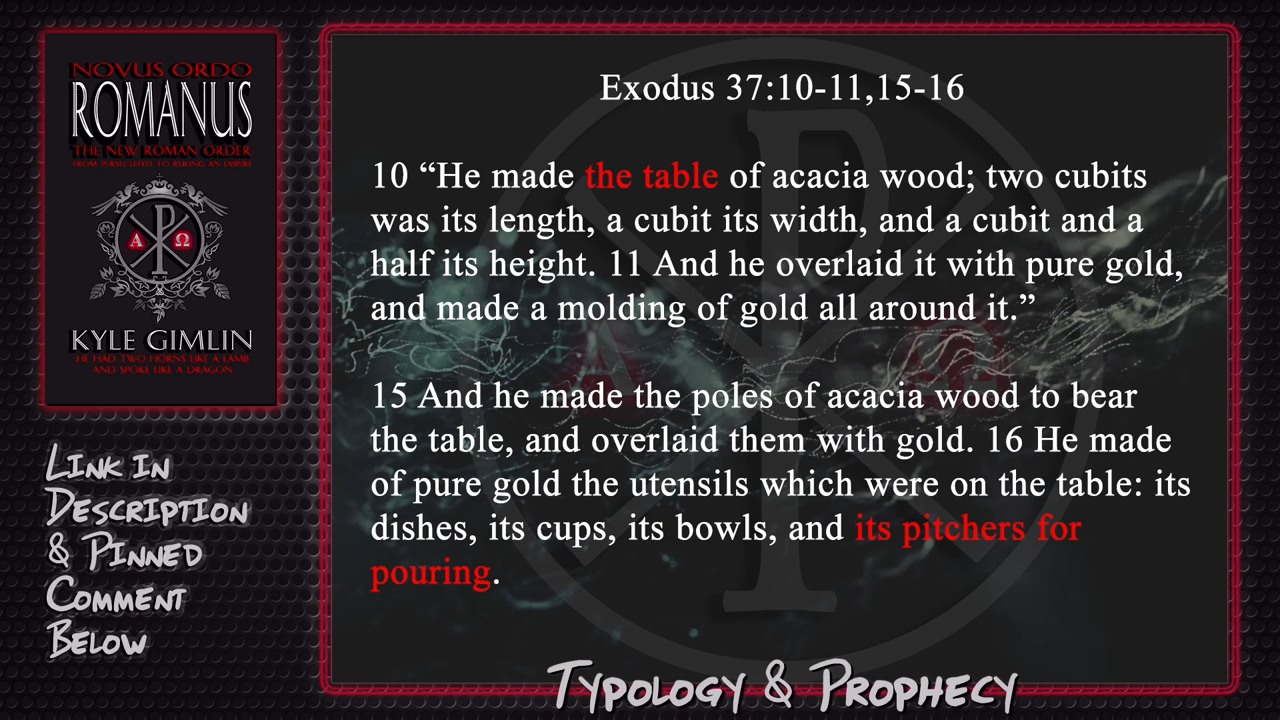 NOVUS ORDO
ROMANUS
THE NEW ROMAN ORDER
FROM PERSECUTED TO RULING AN EMPIRE
Α Ω
KYLE GIMLIN
HE HAD TWO HORNS LIKE A LAMB
AND SPOKE LIKE A DRAGON
LINK IN
DESCRIPTION
& PINNED
COMMENT
BELOW
Exodus 37:10-11,15-16
10 “He made the table of acacia wood; two cubits
was its length, a cubit its width, and a cubit and a
half its height. 11 And he overlaid it with pure gold,
and made a molding of gold all around it.”
15 And he made the poles of acacia wood to bear
the table, and overlaid them with gold. 16 He made
of pure gold the utensils which were on the table: its
dishes, its cups, its bowls, and its pitchers for
pouring.
TYPOLOGY & PROPHECY